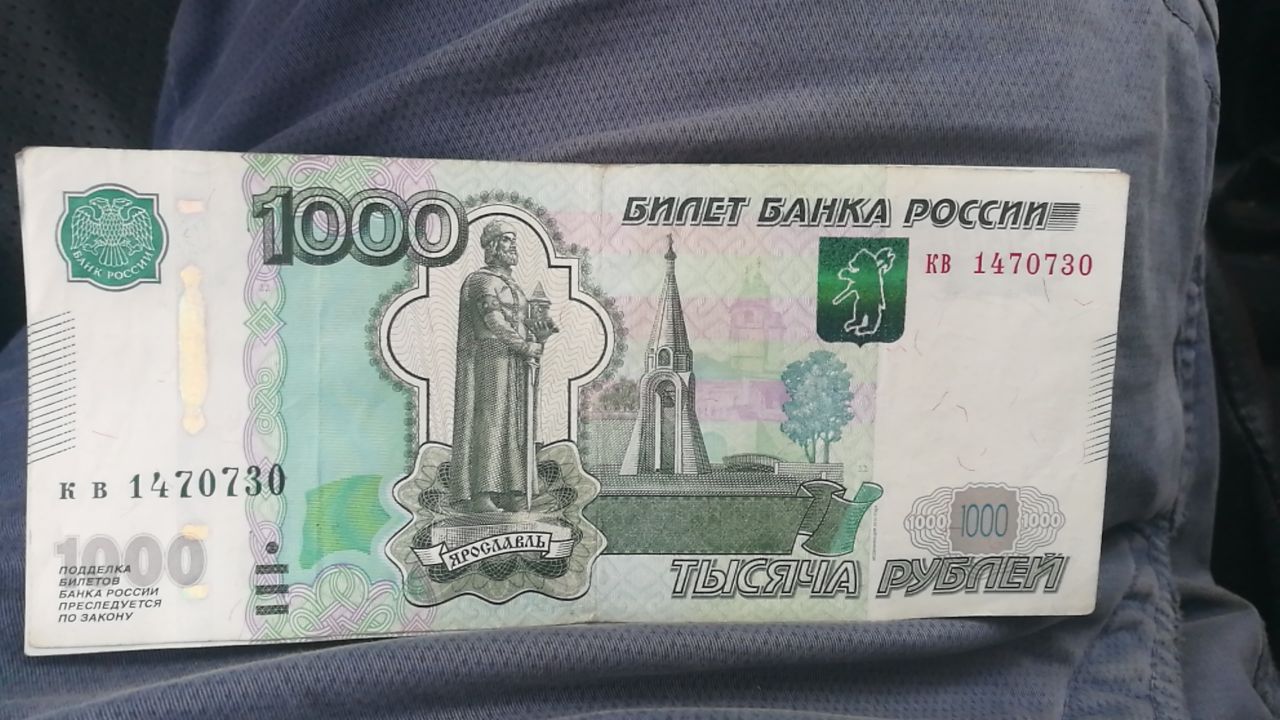 БАНК РОССИИ
1000
БИЛЕТ БАНКА РОССИИ
кв 1470730
ЯРОСЛАВЛЬ
кв 1470730
1000
ПОДДЕЛКА
БИЛЕТОВ
БАНКА РОССИИ
ПРЕСЛЕДУЕТСЯ
ПО ЗАКОНУ
1000 1000 1000
ТЫСЯЧА РУБЛЕЙ